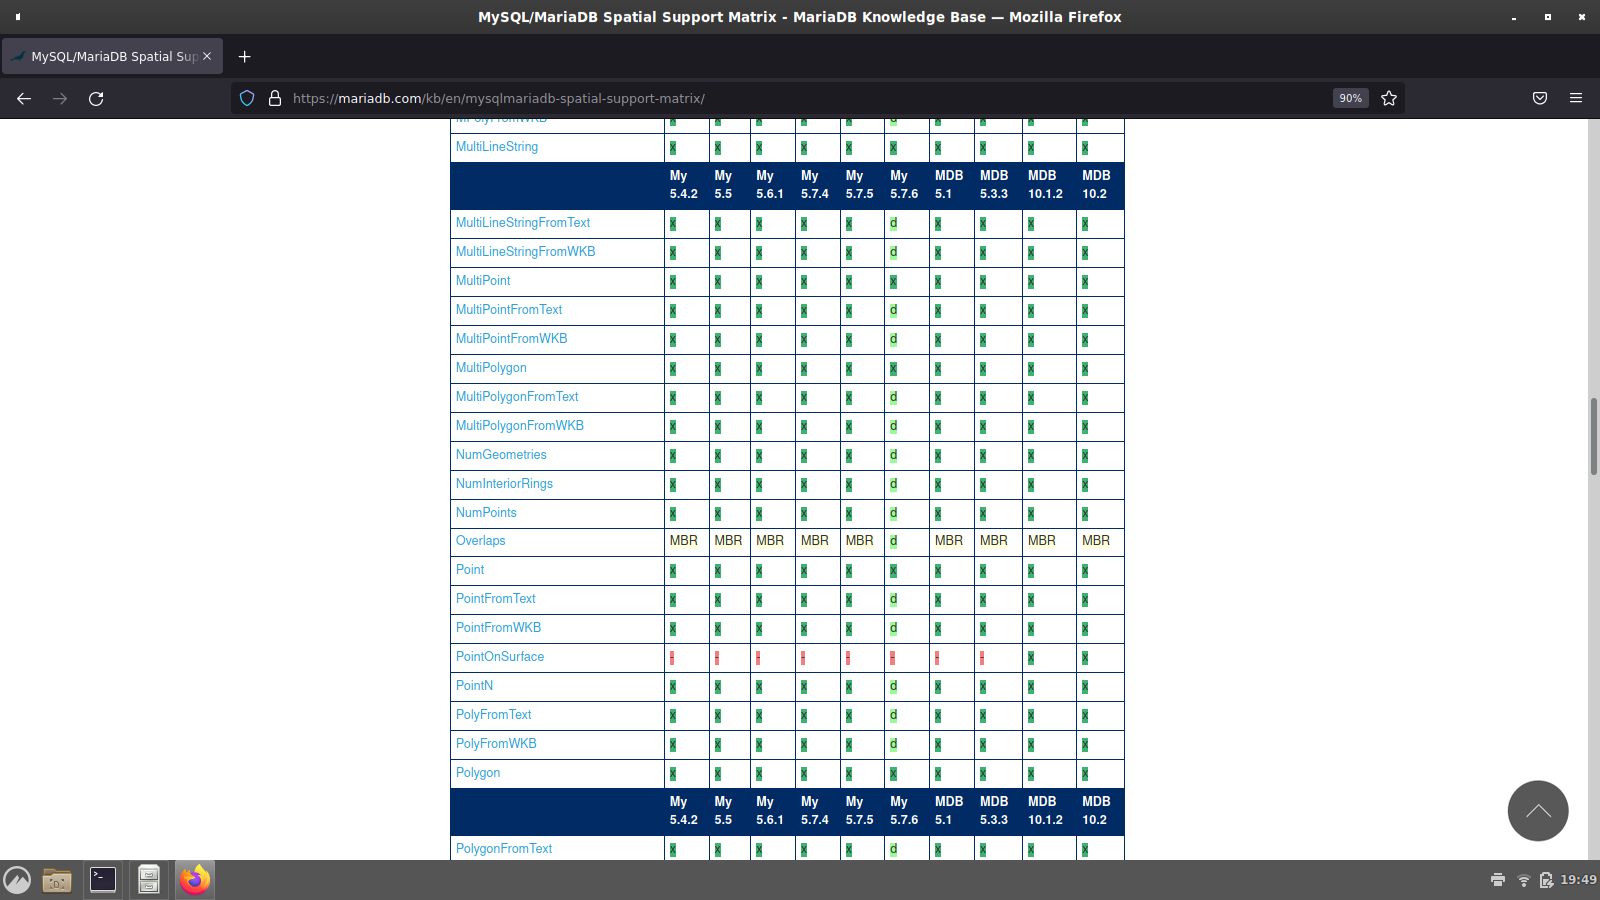 MySQL/MariaDB Spatial Support Matrix - MariaDB Knowledge Base — Mozilla Firefox
MySQL/MariaDB Spatial Sup
https://mariadb.com/kb/en/mysqlmariadb-spatial-support-matrix/ 90%
MPolyFromWKB x x x x x d x x x x
MultiLineString x x x x x x x x x x
My 5.4.2 My 5.5 My 5.6.1 My 5.7.4 My 5.7.5 My 5.7.6 MDB 5.1 MDB 5.3.3 MDB 10.1.2 MDB 10.2
MultiLineStringFromText x x x x x d x x x x
MultiLineStringFromWKB x x x x x d x x x x
MultiPoint x x x x x x x x x x
MultiPointFromText x x x x x d x x x x
MultiPointFromWKB x x x x x d x x x x
MultiPolygon x x x x x x x x x x
MultiPolygonFromText x x x x x d x x x x
MultiPolygonFromWKB x x x x x d x x x x
NumGeometries x x x x x d x x x x
NumInteriorRings x x x x x d x x x x
NumPoints x x x x x d x x x x
Overlaps MBR MBR MBR MBR MBR d MBR MBR MBR MBR
Point x x x x x x x x x x
PointFromText x x x x x d x x x x
PointFromWKB x x x x x d x x x x
PointOnSurface - - - - - - - - x x
PointN x x x x x d x x x x
PolyFromText x x x x x d x x x x
PolyFromWKB x x x x x d x x x x
Polygon x x x x x x x x x x
My 5.4.2 My 5.5 My 5.6.1 My 5.7.4 My 5.7.5 My 5.7.6 MDB 5.1 MDB 5.3.3 MDB 10.1.2 MDB 10.2
PolygonFromText x x x x x d x x x x
19:49